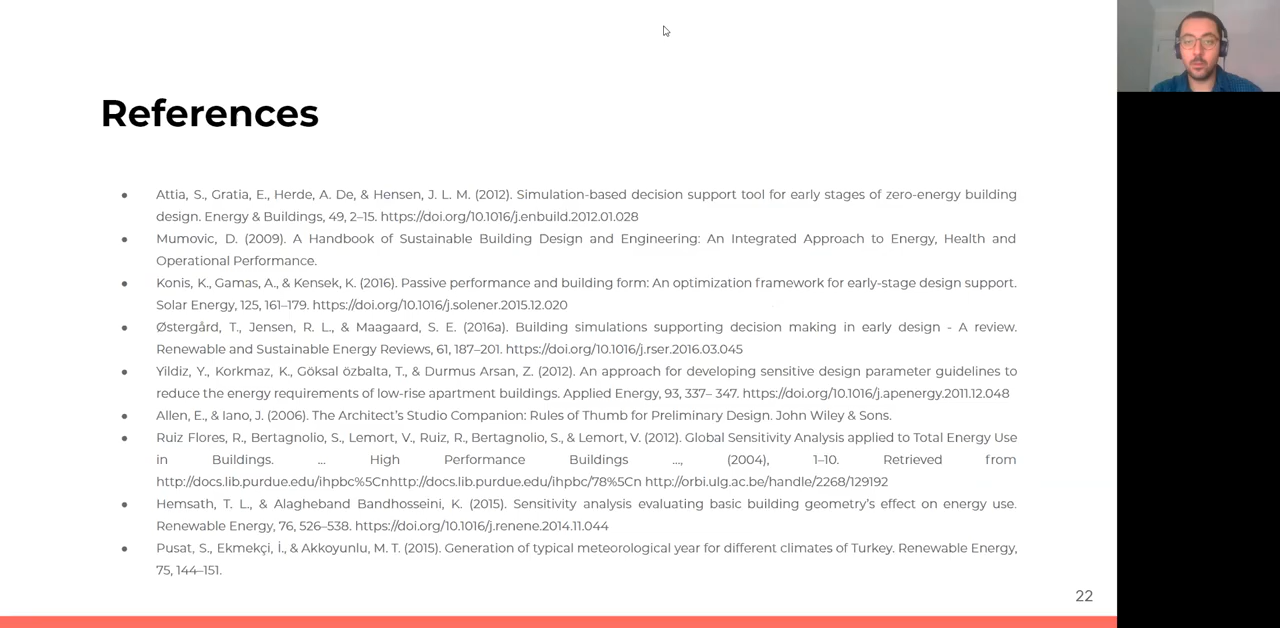 References
• Attia, S., Gratia, E., Herde, A. De, & Hensen, J. L. M. (2012). Simulation-based decision support tool for early stages of zero-energy building
design. Energy & Buildings, 49, 2–15. https://doi.org/10.1016/j.enbuild.2012.01.028
• Mumovic, D. (2009). A Handbook of Sustainable Building Design and Engineering: An Integrated Approach to Energy, Health and
Operational Performance.
• Konis, K., Gamas, A., & Kensek, K. (2016). Passive performance and building form: An optimization framework for early-stage design support.
Solar Energy, 125, 161–179. https://doi.org/10.1016/j.solener.2015.12.020
• Østergård, T., Jensen, R. L., & Maagaard, S. E. (2016a). Building simulations supporting decision making in early design - A review.
Renewable and Sustainable Energy Reviews, 61, 187–201. https://doi.org/10.1016/j.rser.2016.03.045
• Yildiz, Y., Korkmaz, K., Göksal özbalta, T., & Durmus Arsan, Z. (2012). An approach for developing sensitive design parameter guidelines to
reduce the energy requirements of low-rise apartment buildings. Applied Energy, 93, 337– 347. https://doi.org/10.1016/j.apenergy.2011.12.048
• Allen, E., & Iano, J. (2006). The Architect's Studio Companion: Rules of Thumb for Preliminary Design. John Wiley & Sons.
• Ruiz Flores, R., Bertagnolio, S., Lemort, V., Ruiz, R., Bertagnolio, S., & Lemort, V. (2012). Global Sensitivity Analysis applied to Total Energy Use
in Buildings. ... High Performance Buildings ..., (2004), 1–10. Retrieved from
http://docs.lib.purdue.edu/ihpbc%5Cnhttp://docs.lib.purdue.edu/ihpbc/78%5Cn http://orbi.ulg.ac.be/handle/2268/129192
• Hemsath, T. L., & Alagheband Bandhosseini, K. (2015). Sensitivity analysis evaluating basic building geometry's effect on energy use.
Renewable Energy, 76, 526–538. https://doi.org/10.1016/j.renene.2014.11.044
• Pusat, S., Ekmekçi, İ., & Akkoyunlu, M. T. (2015). Generation of typical meteorological year for different climates of Turkey. Renewable Energy,
75, 144–151.
22